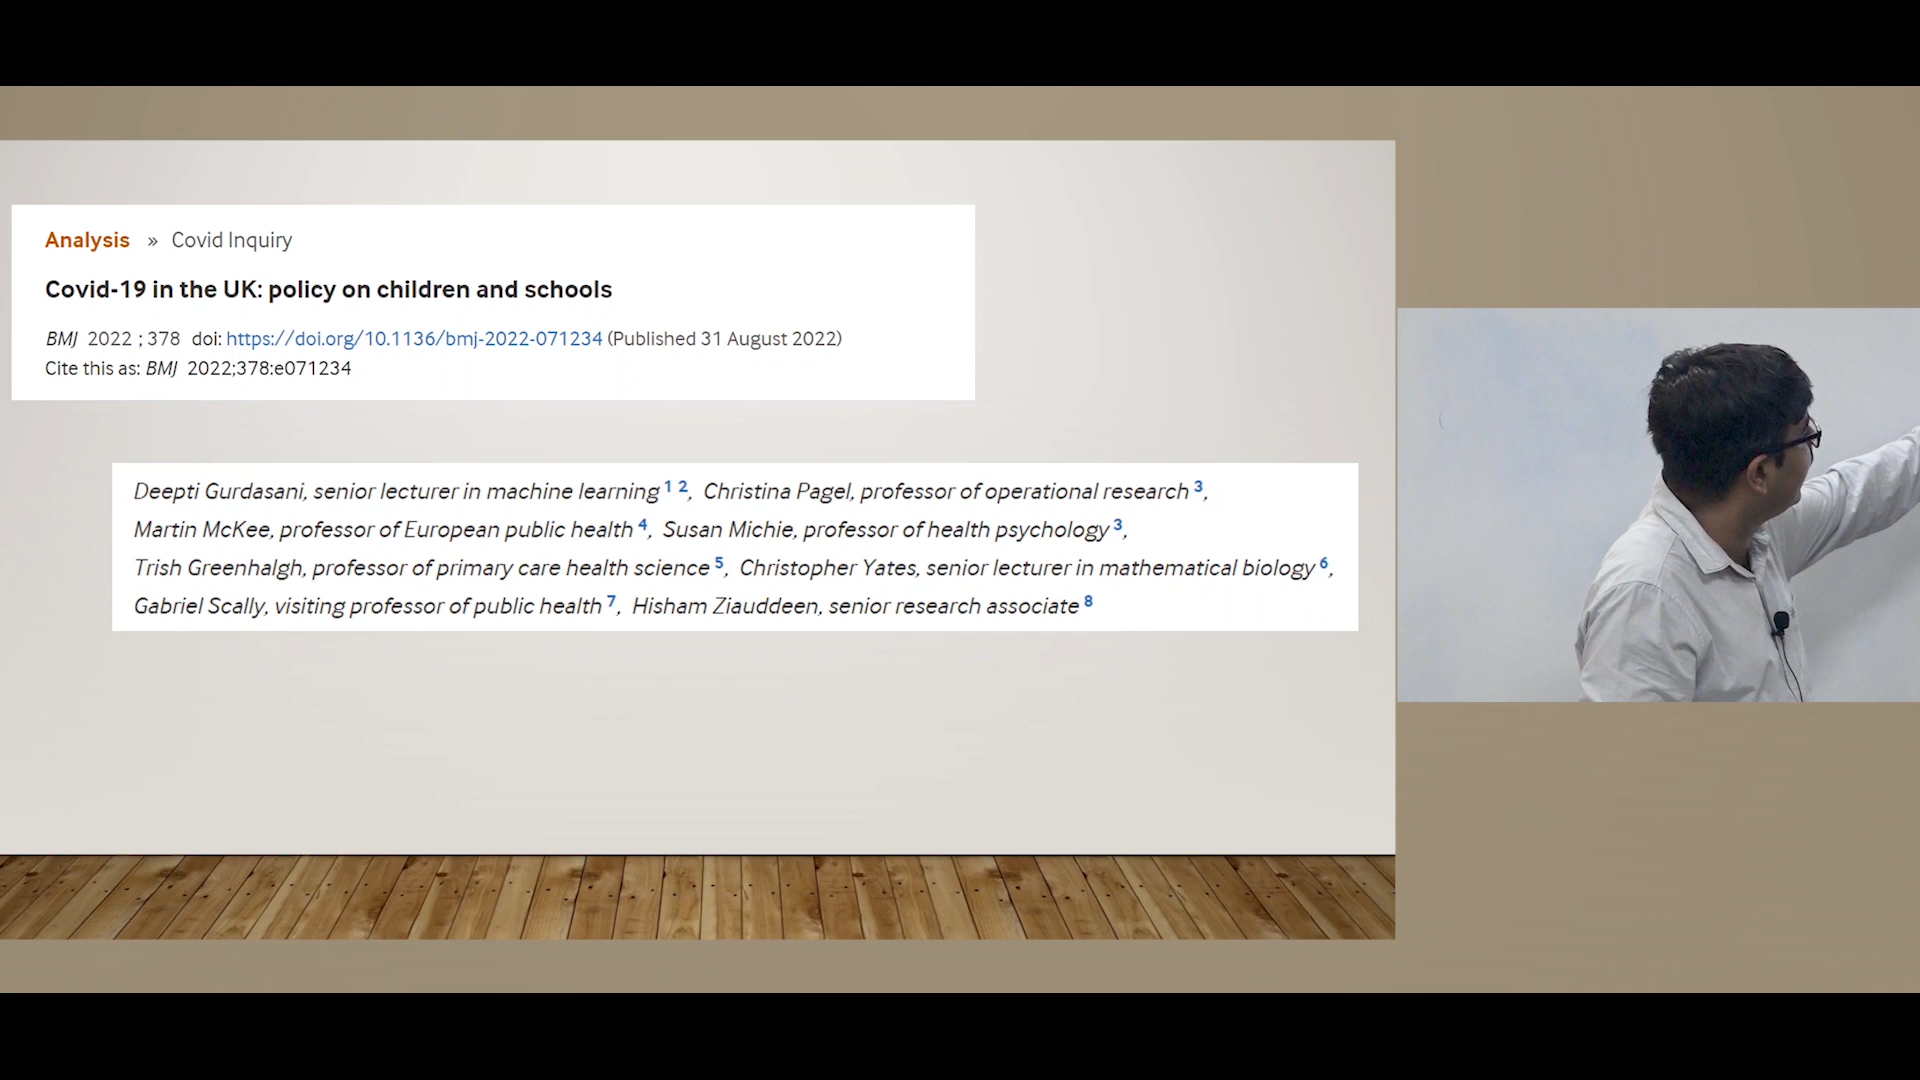 Analysis » Covid Inquiry
Covid-19 in the UK: policy on children and schools
BMJ 2022 ; 378 doi: https://doi.org/10.1136/bmj-2022-071234 (Published 31 August 2022)
Cite this as: BMJ 2022;378:e071234
Deepti Gurdasani, senior lecturer in machine learning 1 2, Christina Pagel, professor of operational research 3,
Martin McKee, professor of European public health 4, Susan Michie, professor of health psychology 3,
Trish Greenhalgh, professor of primary care health science 5, Christopher Yates, senior lecturer in mathematical biology 6,
Gabriel Scally, visiting professor of public health 7, Hisham Ziauddeen, senior research associate 8